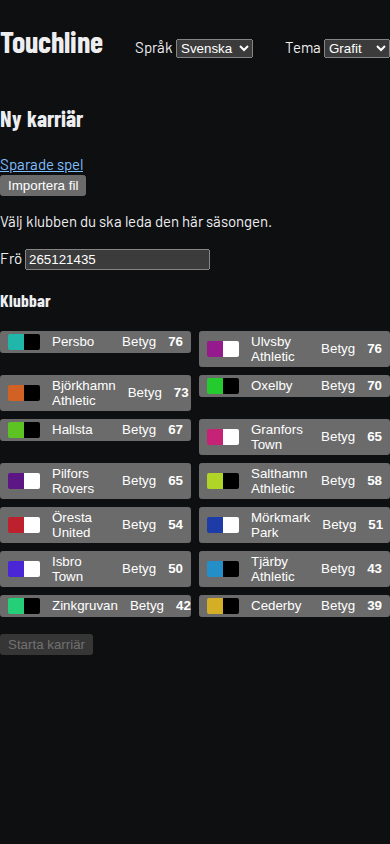 Touchline Språk Svenska Tema Grafit
Ny karriär
Sparade spel
Importera fil
Välj klubben du ska leda den här säsongen.
Frö 265121435
Klubbar
Persbo Betyg 76
Ulvsby Athletic Betyg 76
Björkhamn Athletic Betyg 73
Oxelby Betyg 70
Hallsta Betyg 67
Granfors Town Betyg 65
Pilfors Rovers Betyg 65
Salthamn Athletic Betyg 58
Öresta United Betyg 54
Mörkmark Park Betyg 51
Isbro Town Betyg 50
Tjärby Athletic Betyg 43
Zinkgruvan Betyg 42
Cederby Betyg 39
Starta karriär